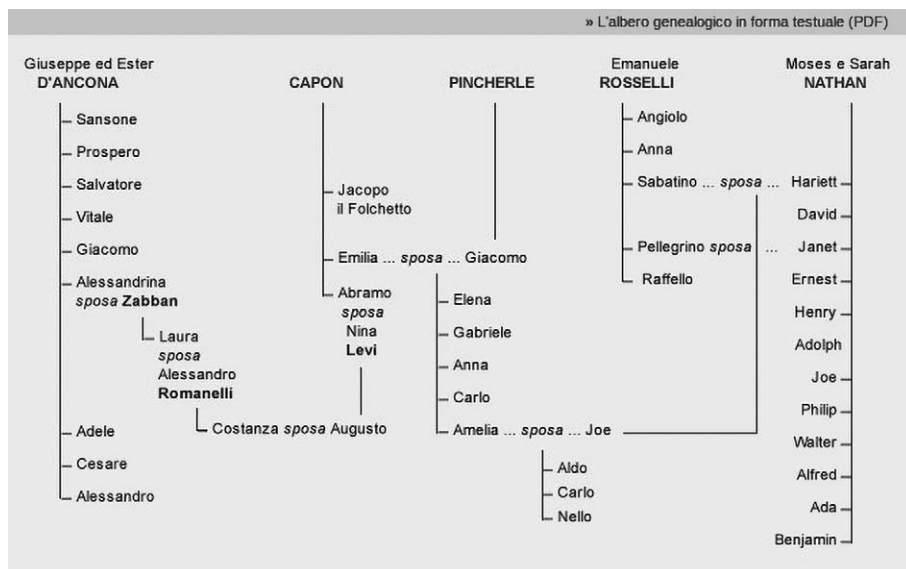 » L'albero genealogico in forma testuale (PDF)
Giuseppe ed Ester
D'ANCONA
Sansone
Prospero
Salvatore
Vitale
Giacomo
Alessandrina
sposa Zabban
Laura
sposa
Alessandro
Romanelli
Costanza sposa Augusto
Adele
Cesare
Alessandro
CAPON
Jacopo
il Folchetto
Emilia ... sposa ... Giacomo
Abramo
sposa
Nina
Levi
PINCHERLE
Elena
Gabriele
Anna
Carlo
Amelia ... sposa ... Joe
Aldo
Carlo
Nello
Emanuele
ROSSELLI
Angiolo
Anna
Sabatino ... sposa ... Hariett
Pellegrino sposa ... Janet
Raffello
Moses e Sarah
NATHAN
David
Ernest
Henry
Adolph
Joe
Philip
Walter
Alfred
Ada
Benjamin